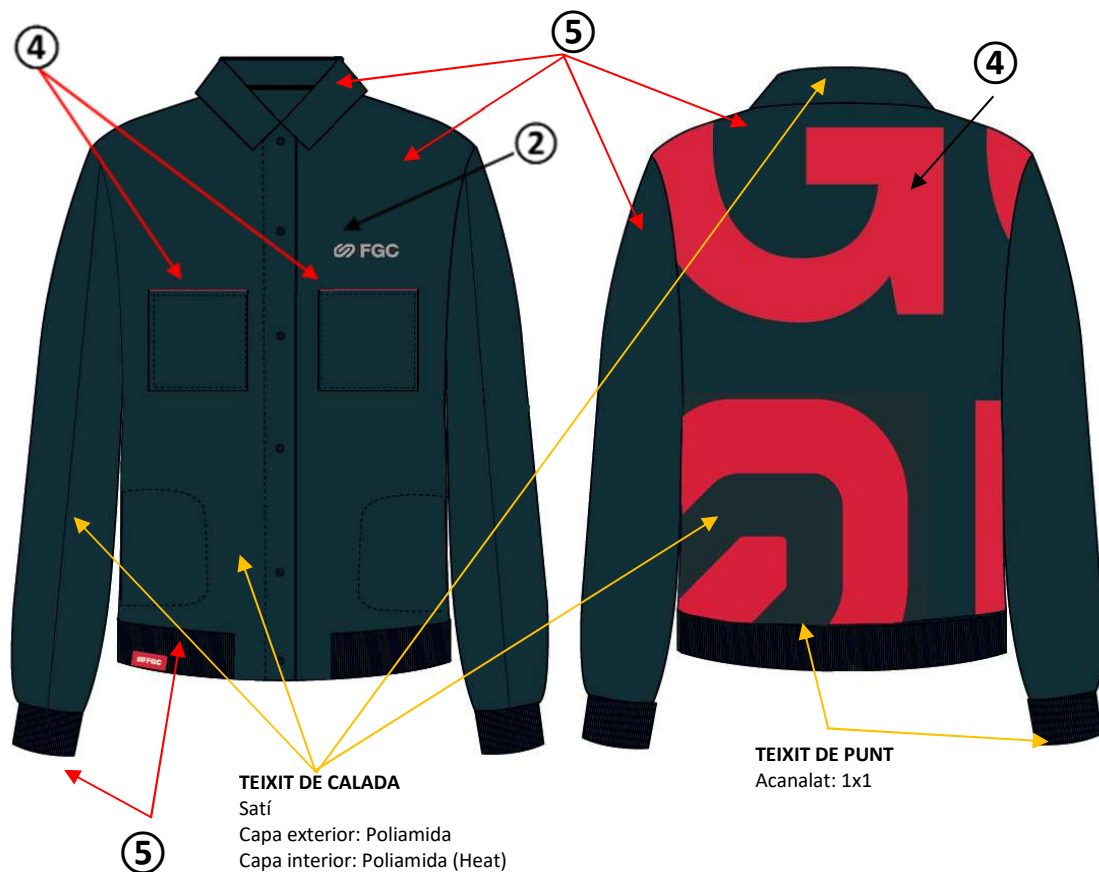 ④
⑤
④
②
FGC
FGC
⑤
TEIXIT DE CALADA
Satí
Capa exterior: Poliamida
Capa interior: Poliamida (Heat)
TEIXIT DE PUNT
Acanalat: 1x1